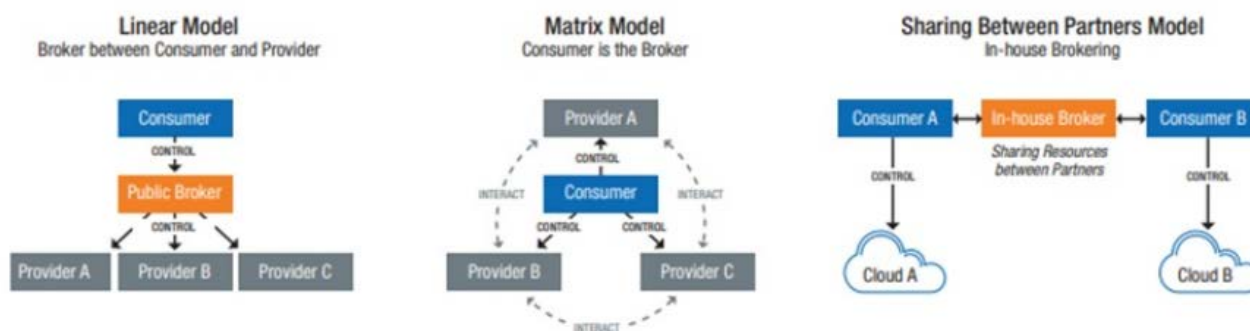 Linear Model
Broker between Consumer and Provider
Consumer
CONTROL
Public Broker
CONTROL
Provider A
Provider B
Provider C
Matrix Model
Consumer is the Broker
Provider A
CONTROL
INTERACT
Consumer
INTERACT
CONTROL
CONTROL
Provider B
Provider C
INTERACT
Sharing Between Partners Model
In-house Brokering
Consumer A
In-house Broker
Consumer B
Sharing Resources
between Partners
CONTROL
CONTROL
Cloud A
Cloud B